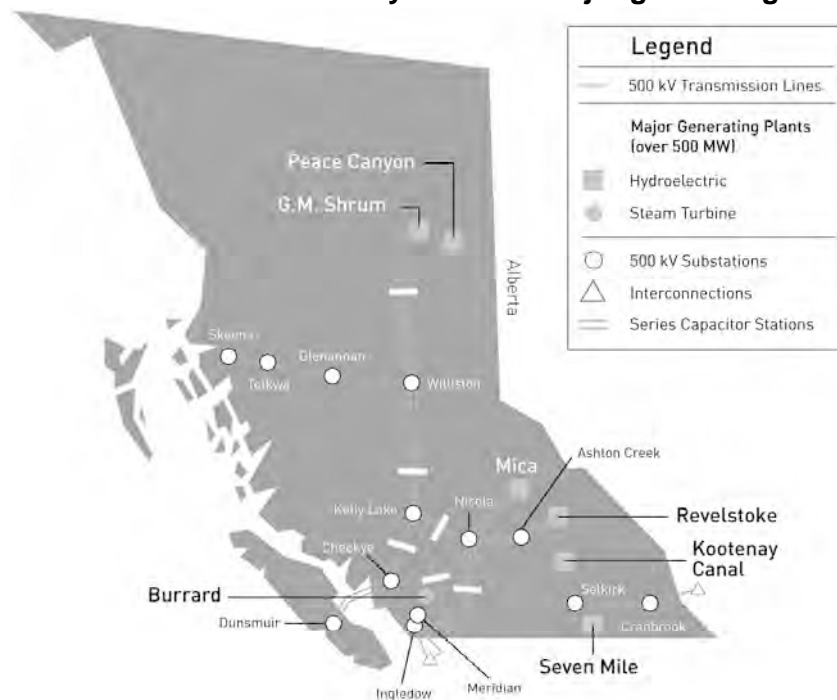 Legend
500 kV Transmission Lines
Major Generating Plants
(over 500 MW)
Hydroelectric
Steam Turbine
500 kV Substations
Interconnections
Series Capacitor Stations
Peace Canyon
G.M. Shrum
Alberta
Skeena
Telkwa
Glenannan
Williston
Mica
Ashton Creek
Kelly Lake
Nicola
Revelstoke
Kootenay
Canal
Cheekye
Burrard
Selkirk
Dunsmuir
Cranbrook
Seven Mile
Meridian
Ingledow